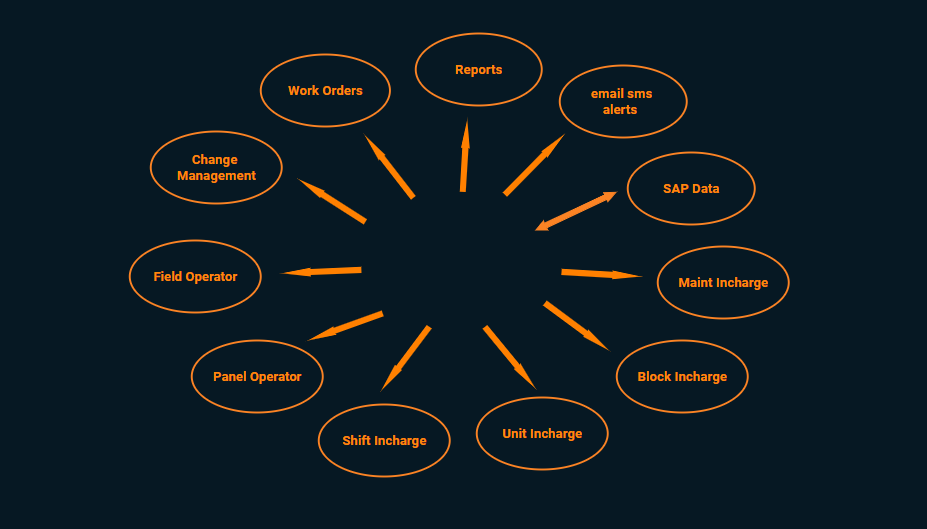 Reports
Work Orders
email sms
alerts
Change
Management
SAP Data
Field Operator
Maint Incharge
Panel Operator
Block Incharge
Shift Incharge
Unit Incharge